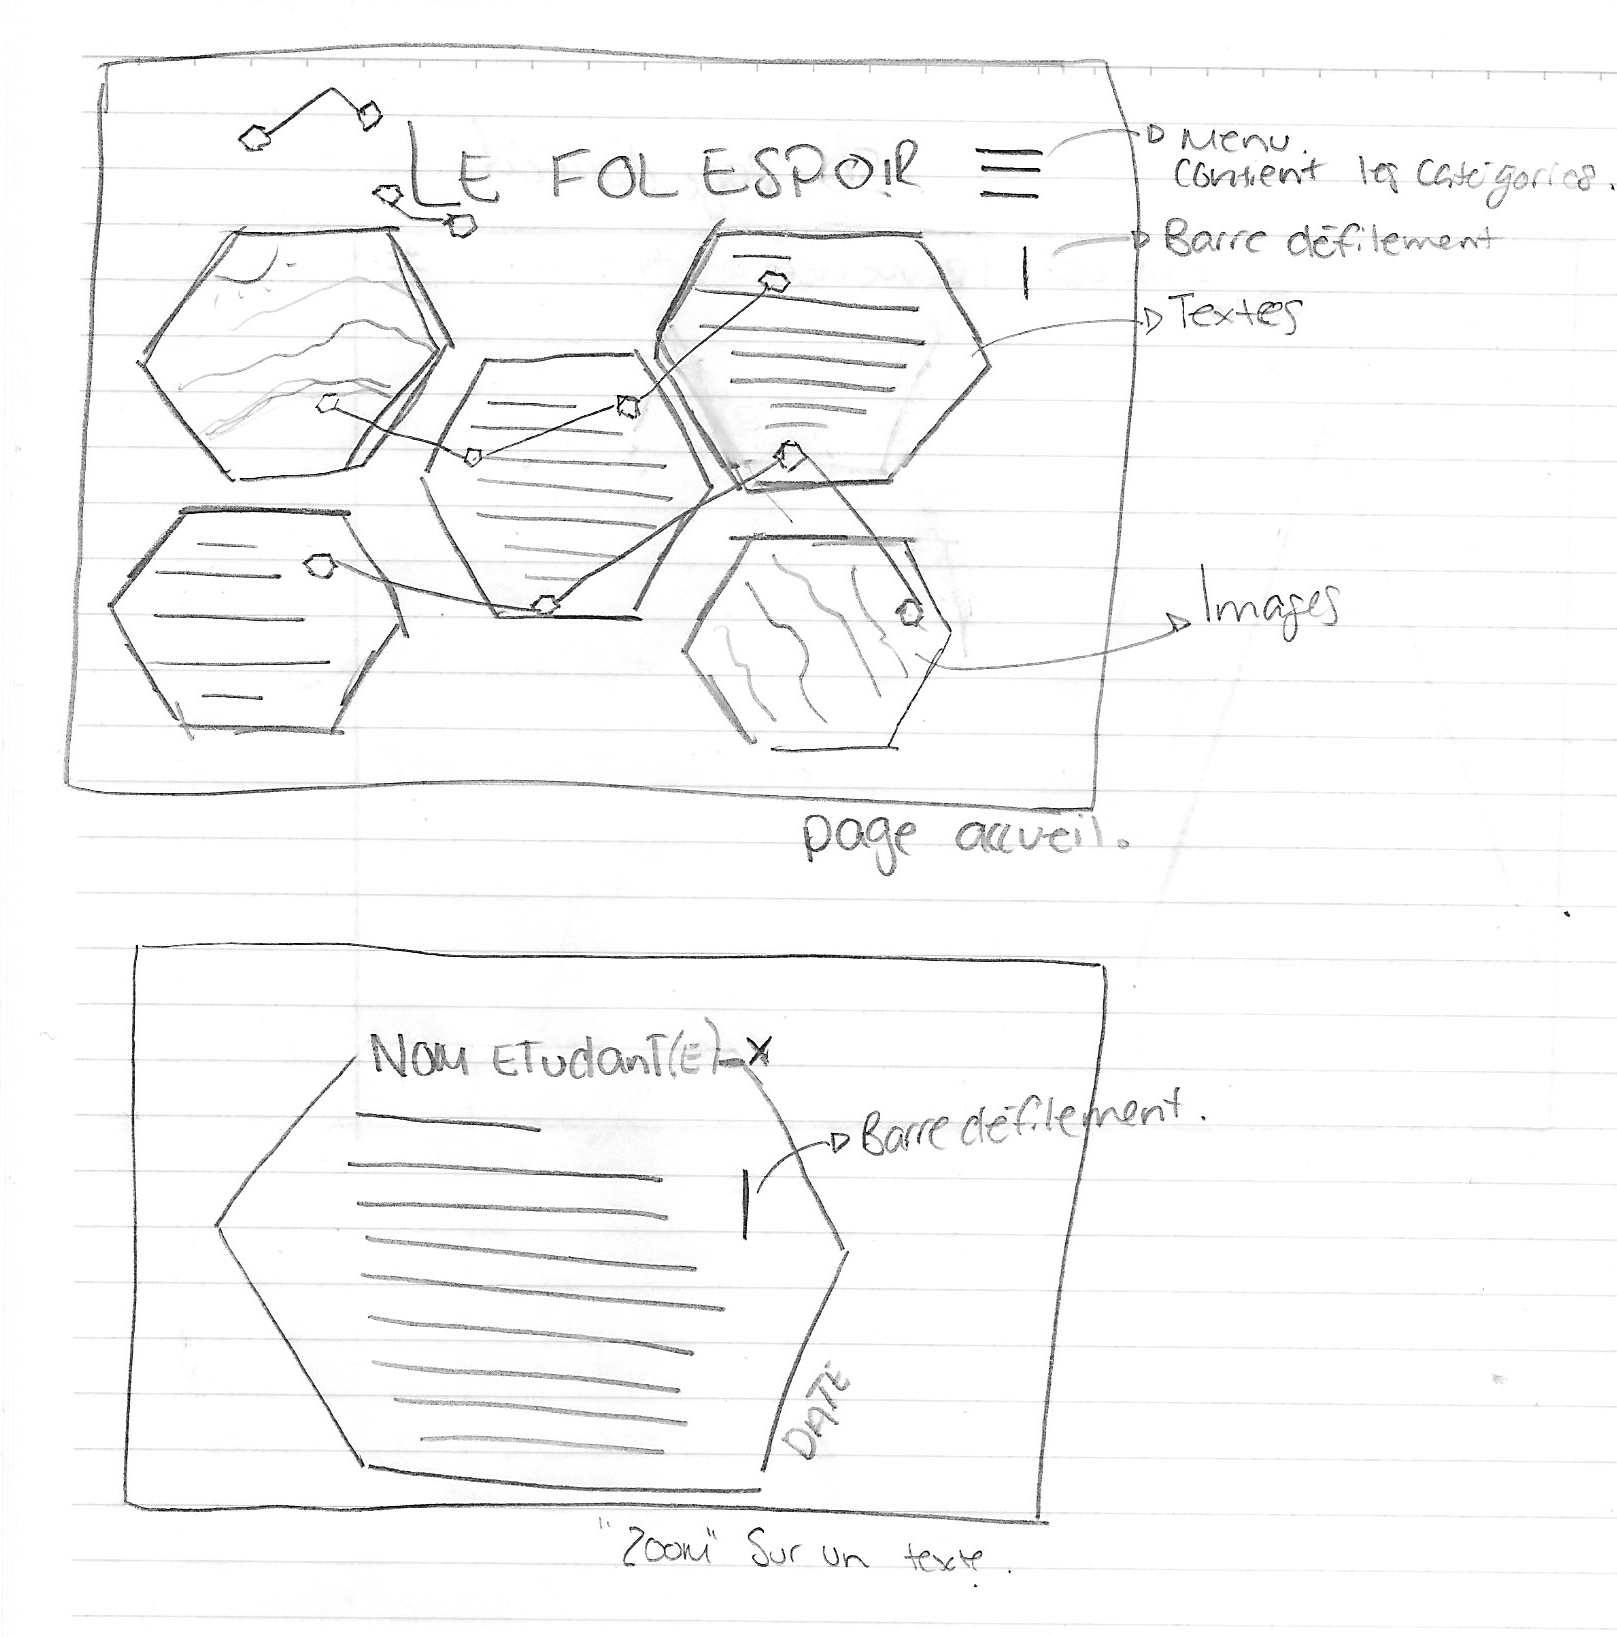 LE FOL ESPOIR
Menu.
Contient les catégories.
Barre défilement
Textes
Images
page accueil.
NOM ETUDANT(E) X
Barre défilement.
DATE
"Zoom" Sur un texte.